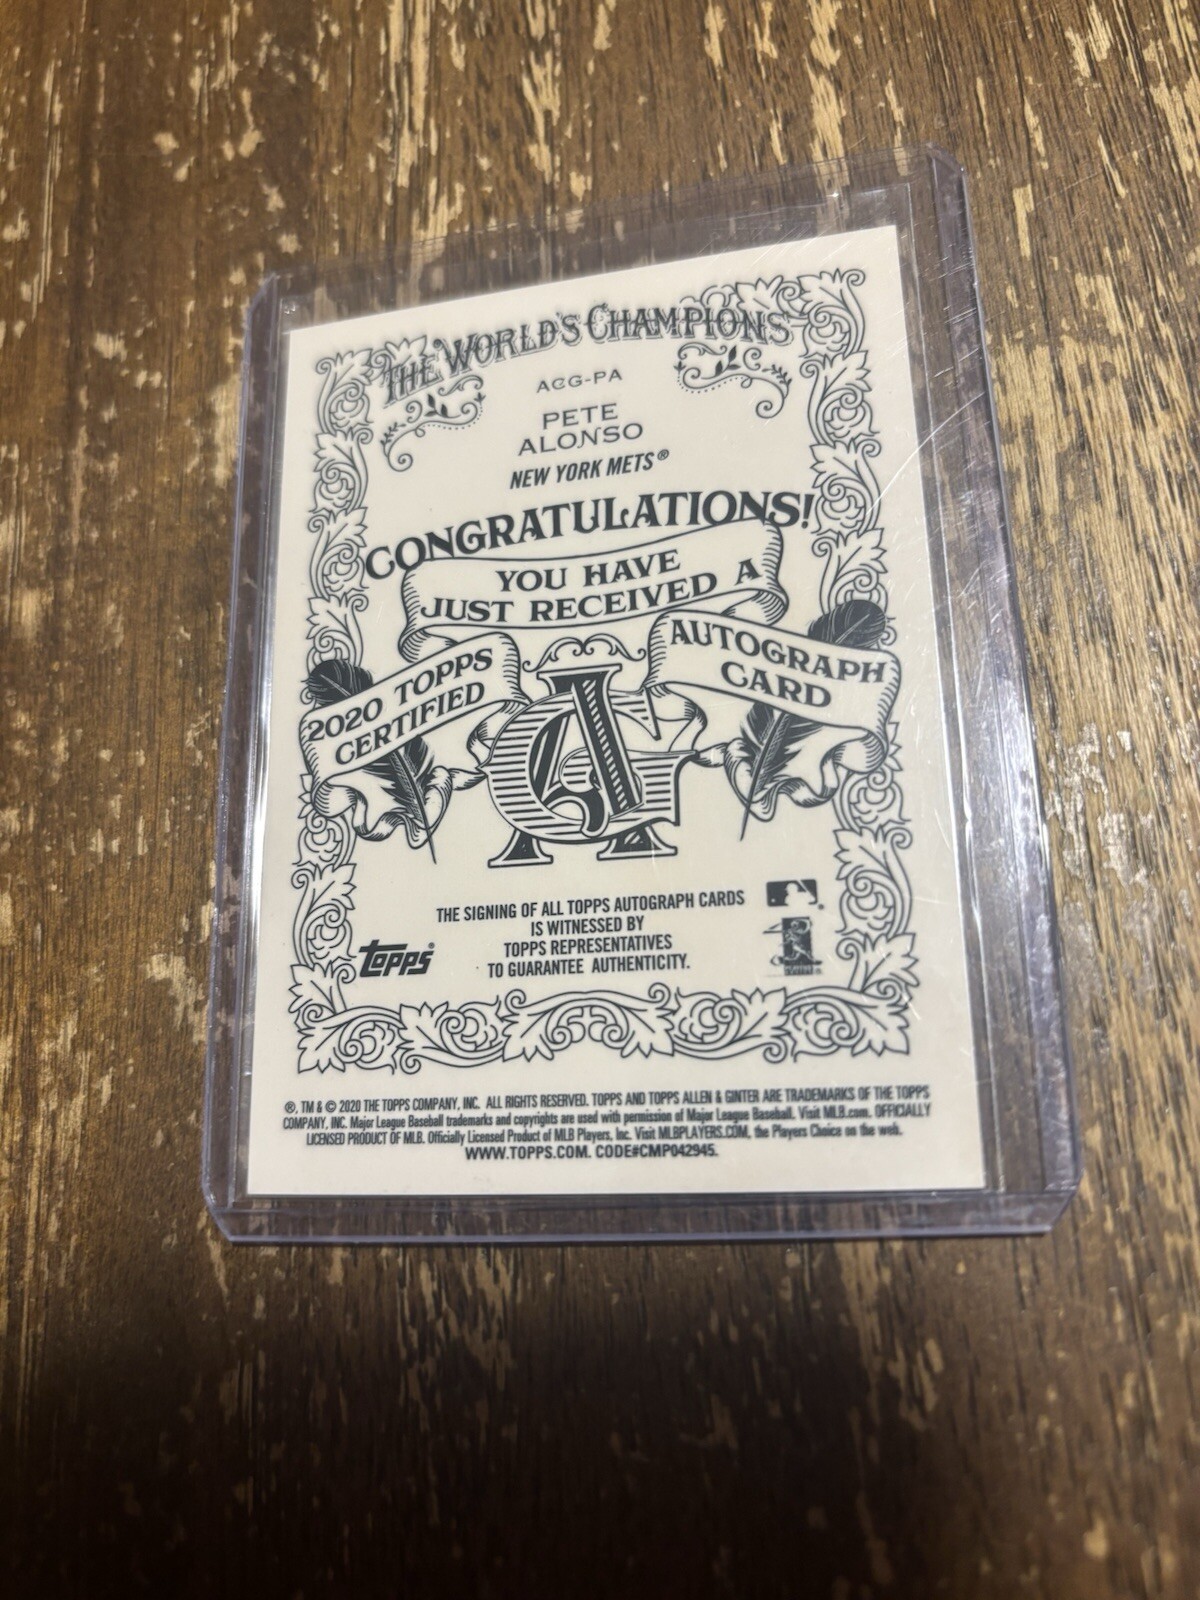 THE WORLD'S CHAMPIONS
ACG-PA
PETE
ALONSO
NEW YORK METS®
CONGRATULATIONS!
YOU HAVE
JUST RECEIVED A
2020 TOPPS
CERTIFIED
AUTOGRAPH
CARD
AG
THE SIGNING OF ALL TOPPS AUTOGRAPH CARDS
IS WITNESSED BY
TOPPS REPRESENTATIVES
TO GUARANTEE AUTHENTICITY.
topps®
®, TM & © 2020 THE TOPPS COMPANY, INC. ALL RIGHTS RESERVED. TOPPS AND TOPPS ALLEN & GINTER ARE TRADEMARKS OF THE TOPPS
COMPANY, INC. Major League Baseball trademarks and copyrights are used with permission of Major League Baseball. Visit MLB.com. OFFICIALLY
LICENSED PRODUCT OF MLB. Officially Licensed Product of MLB Players, Inc. Visit MLBPLAYERS.COM, the Players Choice on the web.
WWW.TOPPS.COM. CODE#CMP042945.